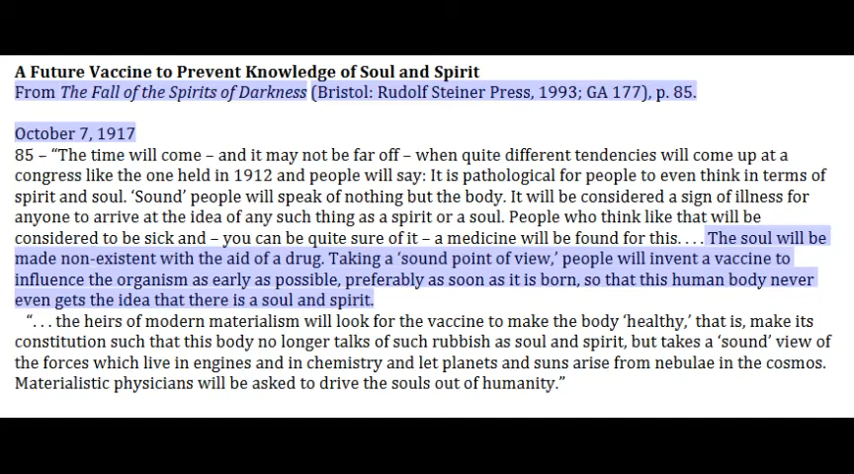 A Future Vaccine to Prevent Knowledge of Soul and Spirit
From The Fall of the Spirits of Darkness (Bristol: Rudolf Steiner Press, 1993; GA 177), p. 85.
October 7, 1917
85 – “The time will come – and it may not be far off – when quite different tendencies will come up at a
congress like the one held in 1912 and people will say: It is pathological for people to even think in terms of
spirit and soul. ‘Sound’ people will speak of nothing but the body. It will be considered a sign of illness for
anyone to arrive at the idea of any such thing as a spirit or a soul. People who think like that will be
considered to be sick and – you can be quite sure of it – a medicine will be found for this. . . . The soul will be
made non-existent with the aid of a drug. Taking a ‘sound point of view,’ people will invent a vaccine to
influence the organism as early as possible, preferably as soon as it is born, so that this human body never
even gets the idea that there is a soul and spirit.
“. . . the heirs of modern materialism will look for the vaccine to make the body ‘healthy,’ that is, make its
constitution such that this body no longer talks of such rubbish as soul and spirit, but takes a ‘sound’ view of
the forces which live in engines and in chemistry and let planets and suns arise from nebulae in the cosmos.
Materialistic physicians will be asked to drive the souls out of humanity.”